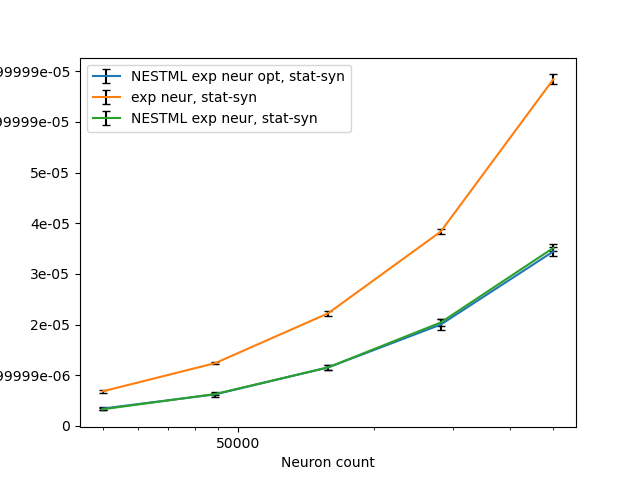 99999e-05
NESTML exp neur opt, stat-syn
exp neur, stat-syn
NESTML exp neur, stat-syn
99999e-05
5e-05
4e-05
3e-05
2e-05
99999e-06
0
50000
Neuron count